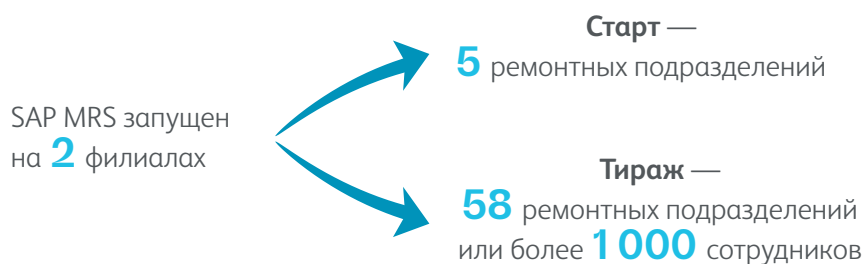 SAP MRS запущен
на 2 филиалах
Старт —
5 ремонтных подразделений
Тираж —
58 ремонтных подразделений
или более 1 000 сотрудников